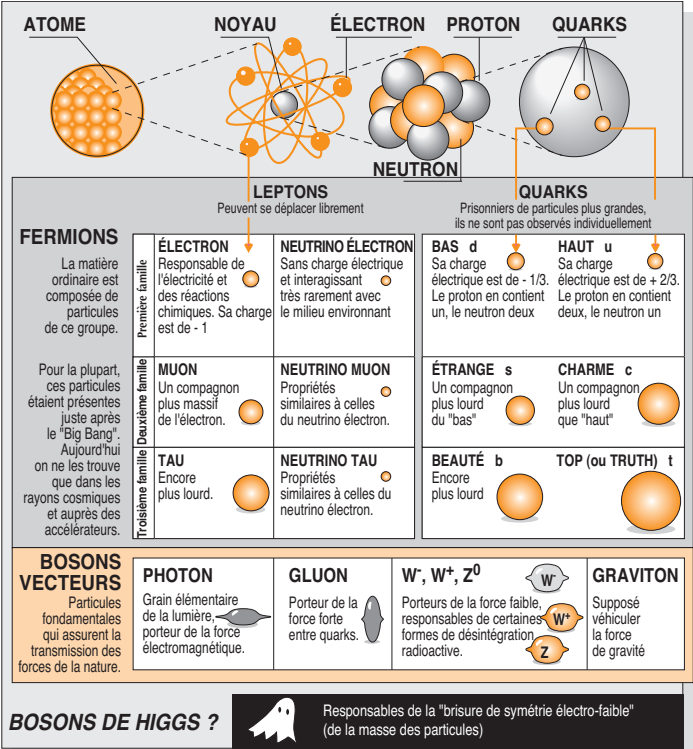 ATOME
NOYAU
ÉLECTRON
PROTON
QUARKS
NEUTRON
LEPTONS
Peuvent se déplacer librement
QUARKS
Prisonniers de particules plus grandes,
ils ne sont pas observés individuellement
FERMIONS
La matière
ordinaire est
composée de
particules
de ce groupe.
Première famille
ÉLECTRON
Responsable de
l'électricité et
des réactions
chimiques. Sa charge
est de - 1
NEUTRINO ÉLECTRON
Sans charge électrique
et interagissant
très rarement avec
le milieu environnant
BAS d
Sa charge
électrique est de - 1/3.
Le proton en contient
un, le neutron deux
HAUT u
Sa charge
électrique est de + 2/3.
Le proton en contient
deux, le neutron un
Pour la plupart,
ces particules
étaient présentes
juste après
le "Big Bang".
Aujourd'hui
on ne les trouve
que dans les
rayons cosmiques
et auprès des
accélérateurs.
Deuxième famille
MUON
Un compagnon
plus massif
de l'électron.
NEUTRINO MUON
Propriétés
similaires à celles
du neutrino électron.
ÉTRANGE s
Un compagnon
plus lourd
du "bas"
CHARME c
Un compagnon
plus lourd
que "haut"
Troisième famille
TAU
Encore
plus lourd.
NEUTRINO TAU
Propriétés
similaires à celles du
neutrino électron.
BEAUTÉ b
Encore
plus lourd
TOP (ou TRUTH) t
BOSONS
VECTEURS
Particules
fondamentales
qui assurent la
transmission des
forces de la nature.
PHOTON
Grain élémentaire
de la lumière,
porteur de la force
électromagnétique.
GLUON
Porteur de la
force forte
entre quarks.
W-, W+, Z0
Porteurs de la force faible,
responsables de certaines
formes de désintégration
radioactive.
W-
W+
Z
GRAVITON
Supposé
véhiculer
la force
de gravité
BOSONS DE HIGGS ?
Responsables de la "brisure de symétrie électro-faible"
(de la masse des particules)